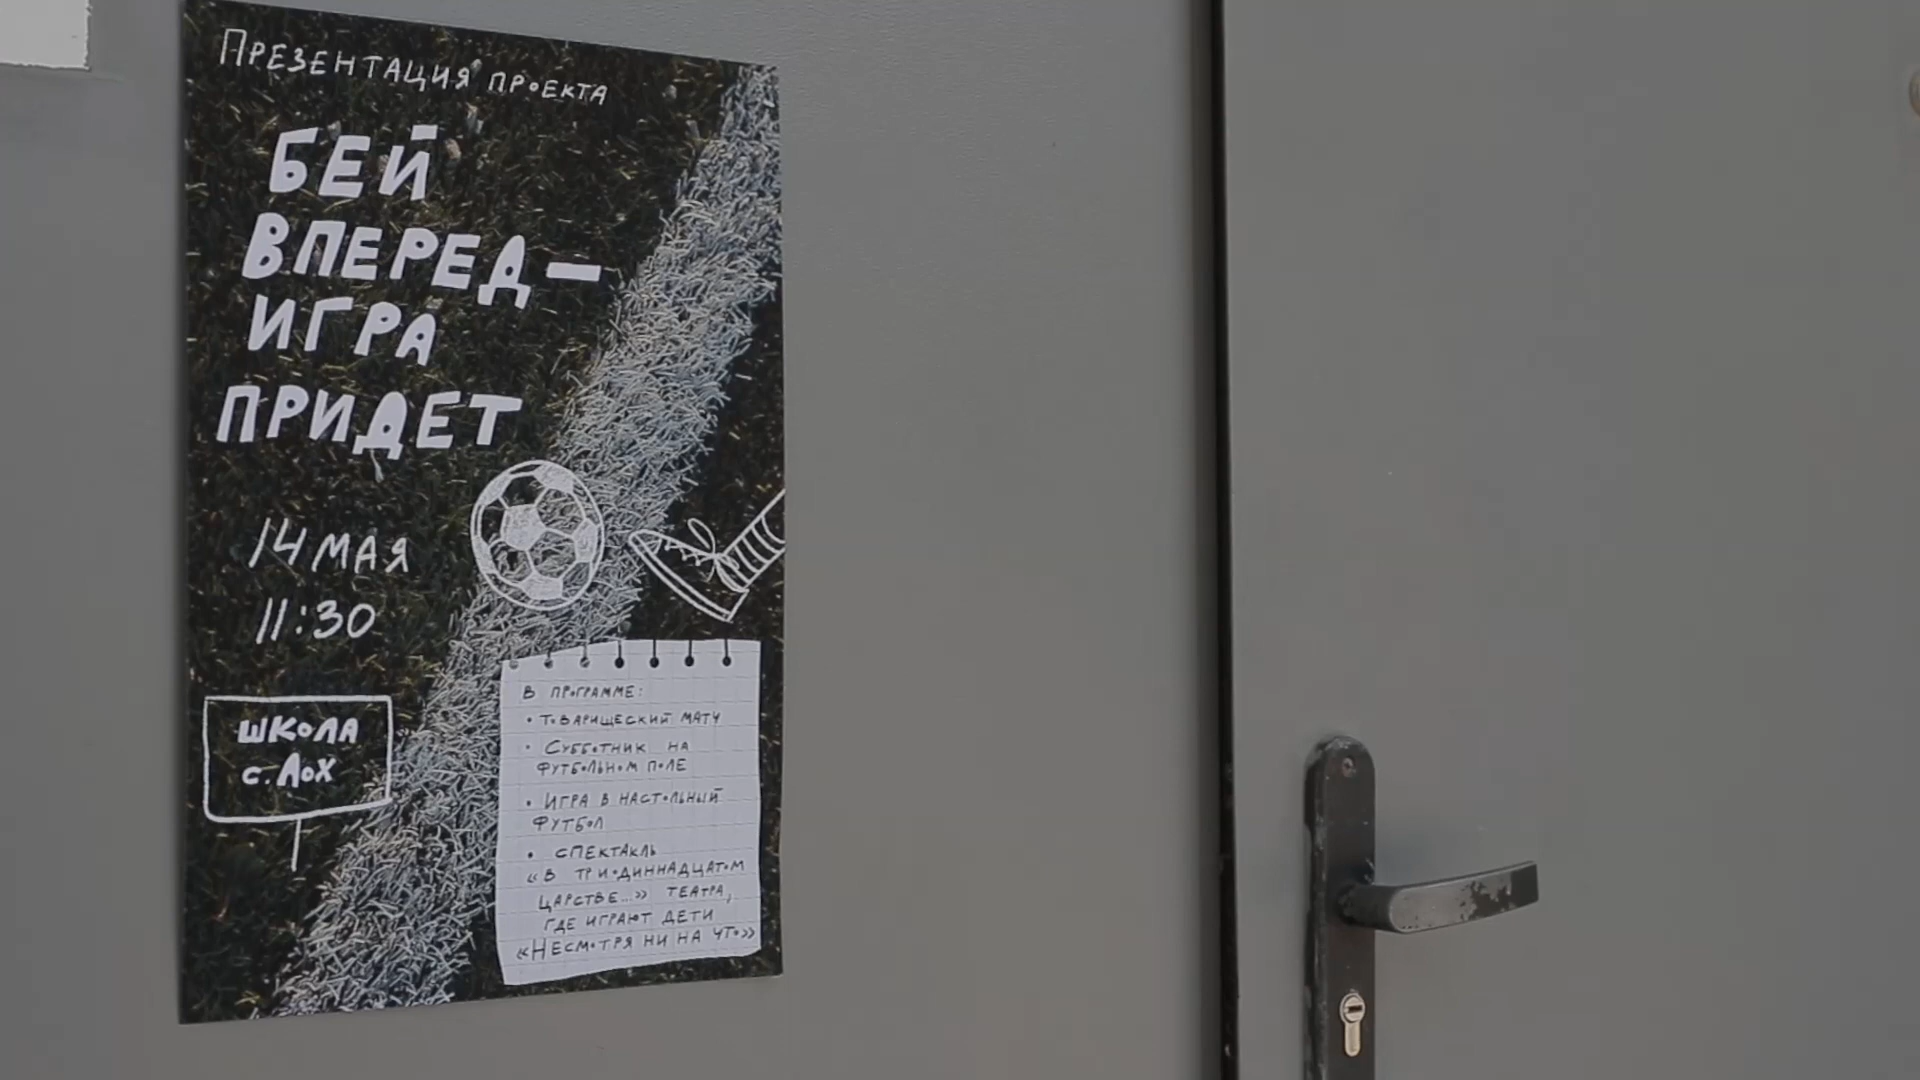 Презентация проекта
БЕЙ
ВПЕРЕД —
ИГРА
ПРИДЕТ
14 мая
11:30
ШКОЛА
с. Лох
В программе:
• Товарищеский матч
• Субботник на
футбольном поле
• Игра в настольный
футбол
• спектакль
«В триодиннадцатом
царстве...» театра,
где играют дети
«Несмотря ни на что»